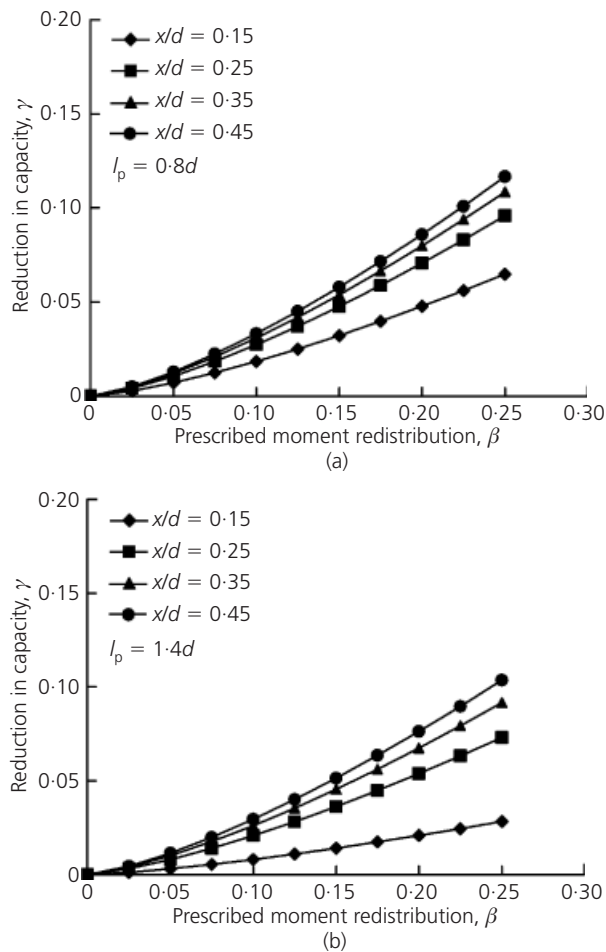 0·20
x/d = 0·15
x/d = 0·25
0·15
x/d = 0·35
x/d = 0·45
l_p = 0·8d
0·10
Reduction in capacity, γ
0·05
0
0 0·05 0·10 0·15 0·20 0·25 0·30
Prescribed moment redistribution, β
(a)
0·20
x/d = 0·15
x/d = 0·25
0·15
x/d = 0·35
x/d = 0·45
l_p = 1·4d
0·10
Reduction in capacity, γ
0·05
0
0 0·05 0·10 0·15 0·20 0·25 0·30
Prescribed moment redistribution, β
(b)